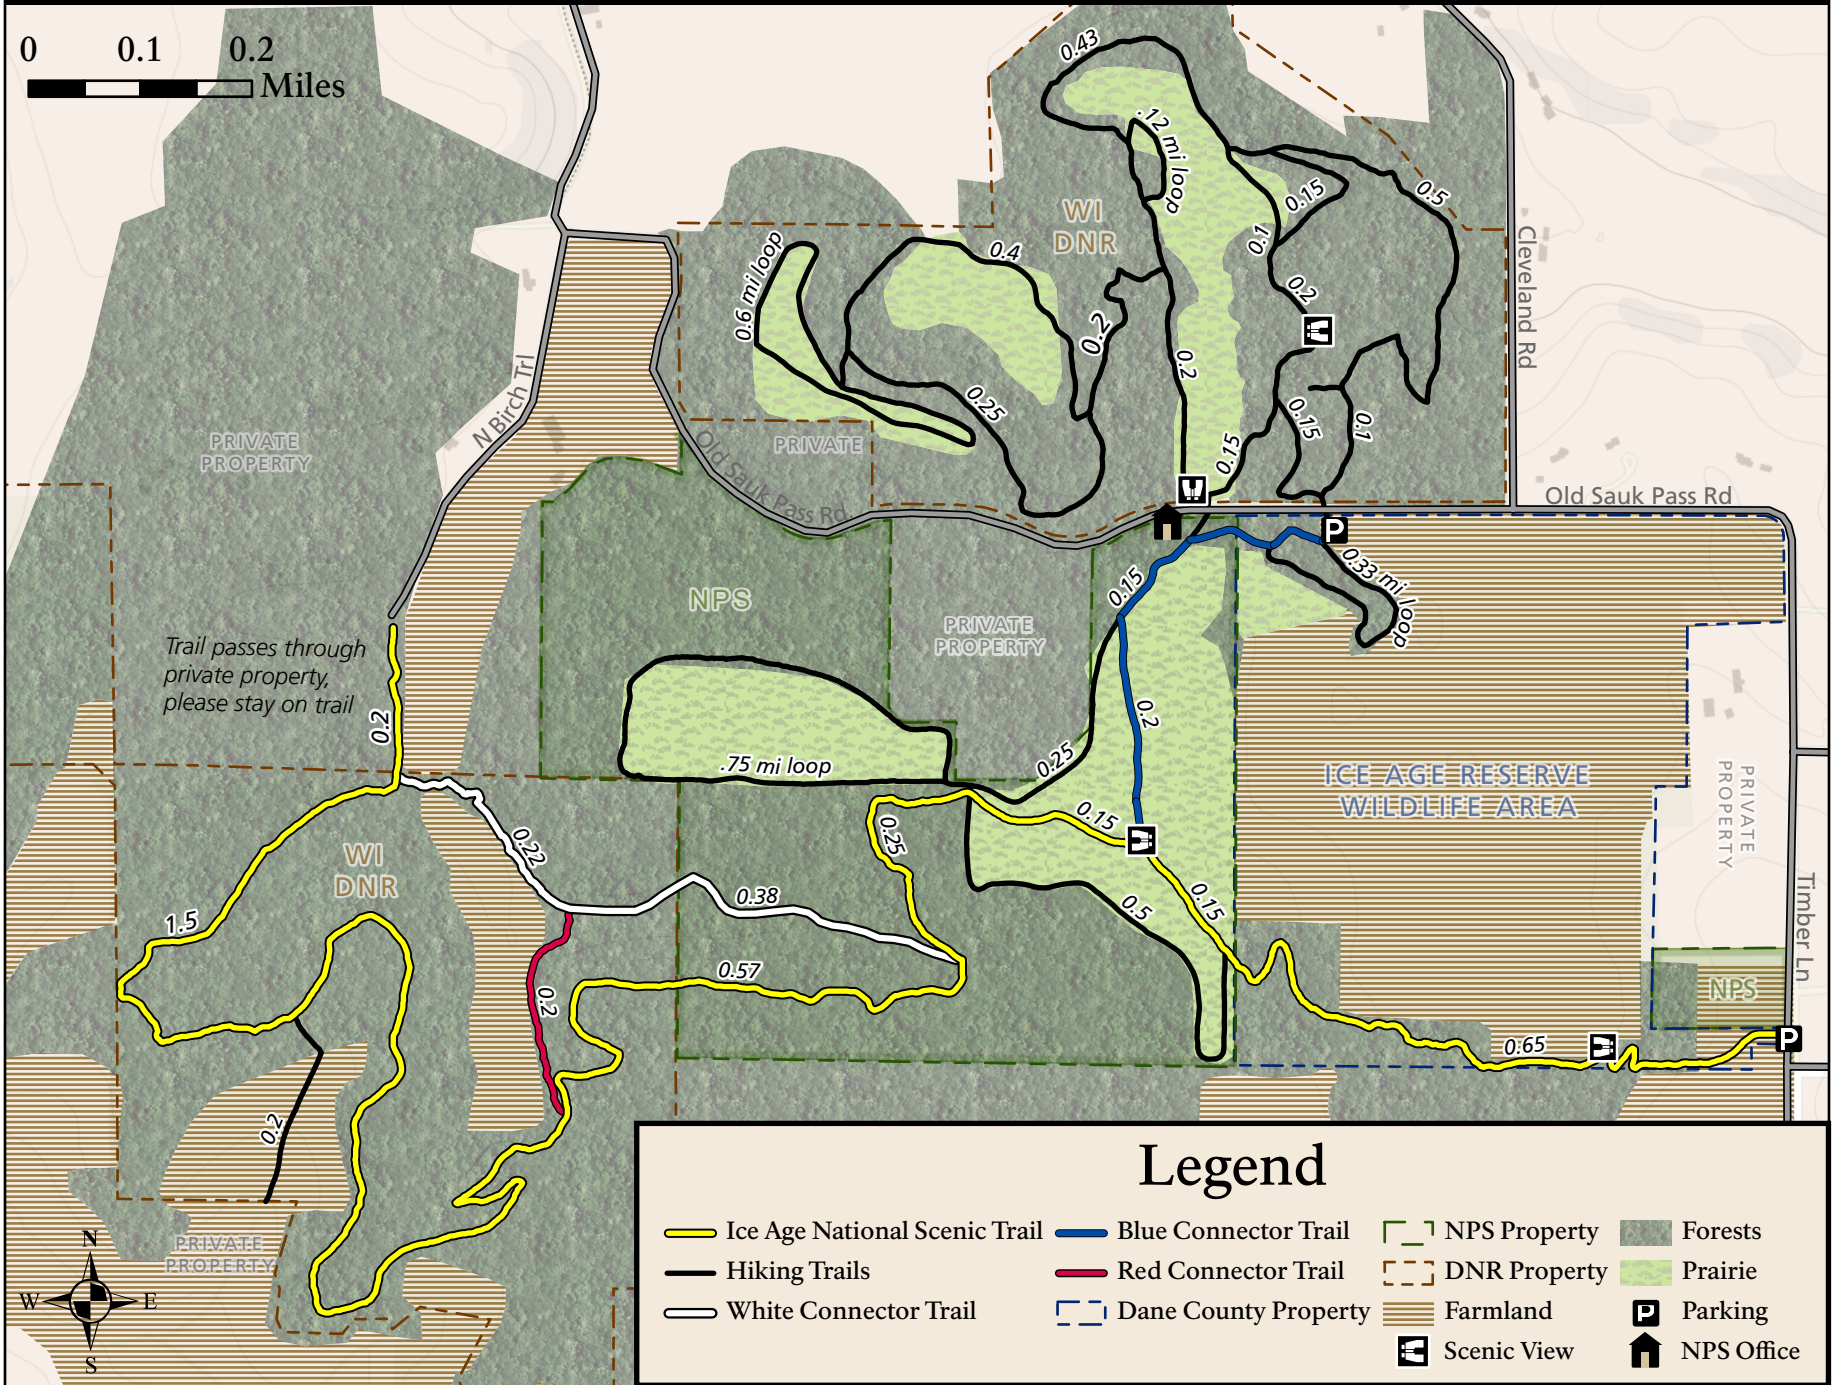 0 0.1 0.2
Miles
0.43
.12 mi loop
0.15
0.5
WI
DNR
0.1
0.4
0.6 mi loop
0.2
0.2
0.2
Cleveland Rd
N Birch Trl
0.25
0.15
0.15
0.1
PRIVATE
PROPERTY
PRIVATE
Old Sauk Pass Rd
Old Sauk Pass Rd
P
0.33 mi loop
0.15
NPS
PRIVATE
PROPERTY
Trail passes through
private property,
please stay on trail
0.2
0.2
.75 mi loop
0.25
ICE AGE RESERVE
WILDLIFE AREA
PRIVATE
PROPERTY
0.15
0.25
0.22
WI
DNR
0.38
0.5
0.15
1.5
0.57
0.2
Timber Ln
NPS
P
0.65
0.2
PRIVATE
PROPERTY
N
W E
S
Legend
Ice Age National Scenic Trail
Hiking Trails
White Connector Trail
Blue Connector Trail
Red Connector Trail
Dane County Property
NPS Property
DNR Property
Farmland
Scenic View
Forests
Prairie
P Parking
NPS Office